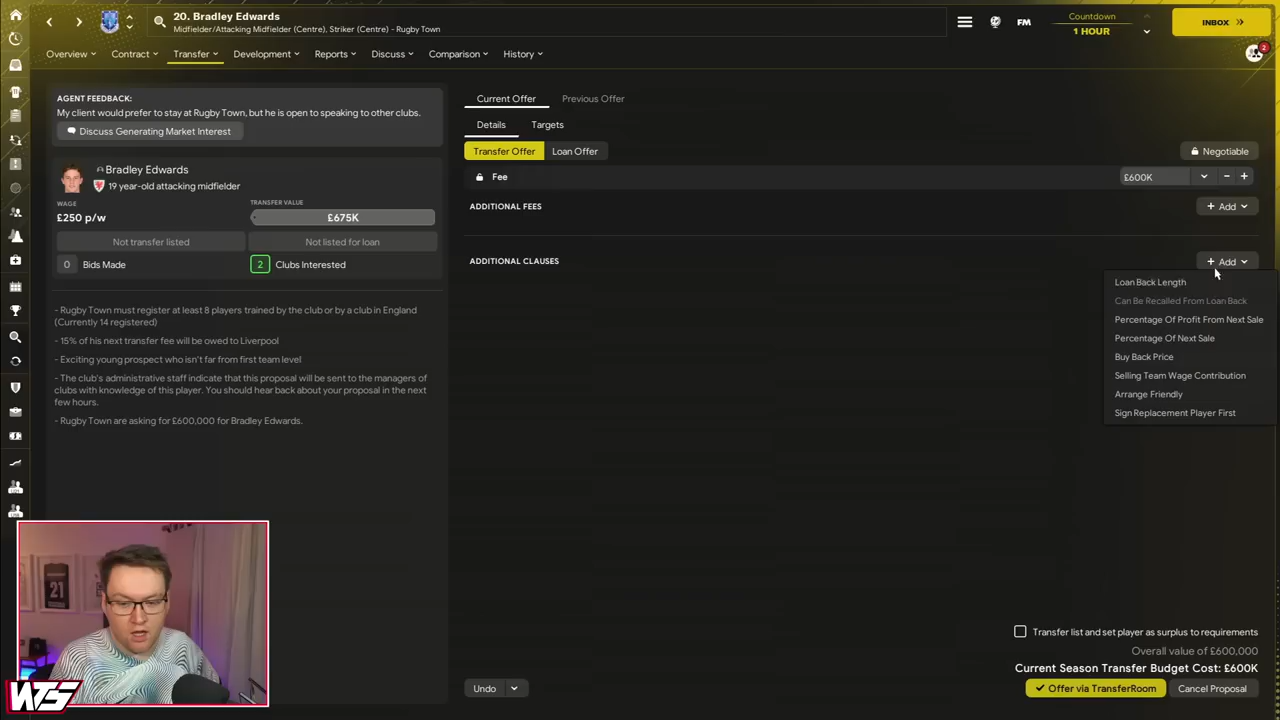 20. Bradley Edwards
Midfielder/Attacking Midfielder (Centre), Striker (Centre) - Rugby Town
FM
Countdown
1 HOUR
INBOX
2
Overview
Contract
Transfer
Development
Reports
Discuss
Comparison
History
AGENT FEEDBACK:
My client would prefer to stay at Rugby Town, but he is open to speaking to other clubs.
Discuss Generating Market Interest
Bradley Edwards
19 year-old attacking midfielder
WAGE
£250 p/w
TRANSFER VALUE
£675K
Not transfer listed
Not listed for loan
0 Bids Made
2 Clubs Interested
- Rugby Town must register at least 8 players trained by the club or by a club in England
(Currently 14 registered)
- 15% of his next transfer fee will be owed to Liverpool
- Exciting young prospect who isn't far from first team level
- The club's administrative staff indicate that this proposal will be sent to the managers of
clubs with knowledge of this player. You should hear back about your proposal in the next
few hours.
- Rugby Town are asking for £600,000 for Bradley Edwards.
Current Offer
Previous Offer
Details
Targets
Transfer Offer
Loan Offer
Negotiable
Fee
£600K
ADDITIONAL FEES
+ Add
ADDITIONAL CLAUSES
+ Add
Loan Back Length
Can Be Recalled From Loan Back
Percentage Of Profit From Next Sale
Percentage Of Next Sale
Buy Back Price
Selling Team Wage Contribution
Arrange Friendly
Sign Replacement Player First
Transfer list and set player as surplus to requirements
Overall value of £600,000
Current Season Transfer Budget Cost: £600K
Undo
Offer via TransferRoom
Cancel Proposal
21
WTS